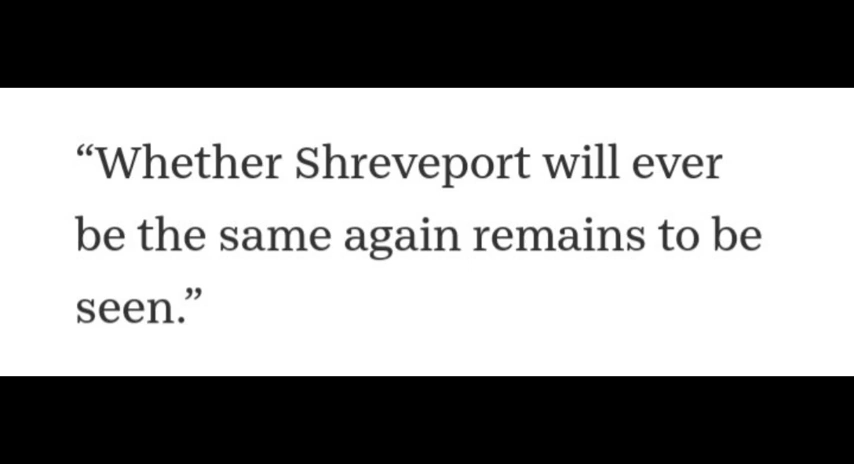 “Whether Shreveport will ever
be the same again remains to be
seen.”